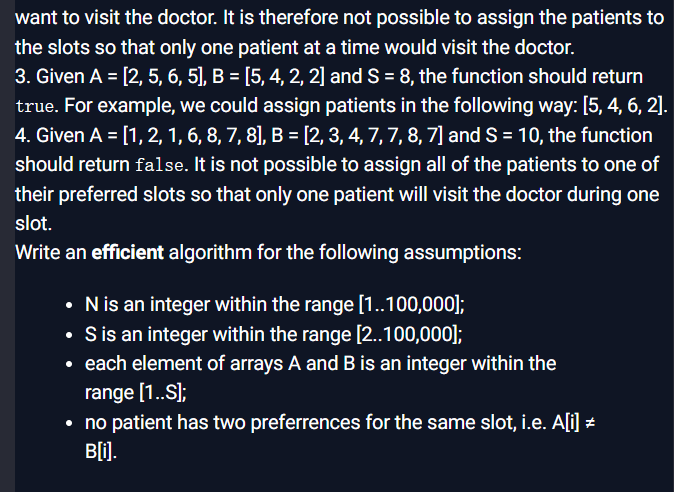 want to visit the doctor. It is therefore not possible to assign the patients to
the slots so that only one patient at a time would visit the doctor.
3. Given A = [2, 5, 6, 5], B = [5, 4, 2, 2] and S = 8, the function should return
true. For example, we could assign patients in the following way: [5, 4, 6, 2].
4. Given A = [1, 2, 1, 6, 8, 7, 8], B = [2, 3, 4, 7, 7, 8, 7] and S = 10, the function
should return false. It is not possible to assign all of the patients to one of
their preferred slots so that only one patient will visit the doctor during one
slot.
Write an efficient algorithm for the following assumptions:
• N is an integer within the range [1..100,000];
• S is an integer within the range [2..100,000];
• each element of arrays A and B is an integer within the
range [1..S];
• no patient has two preferrences for the same slot, i.e. A[i] ≠
B[i].